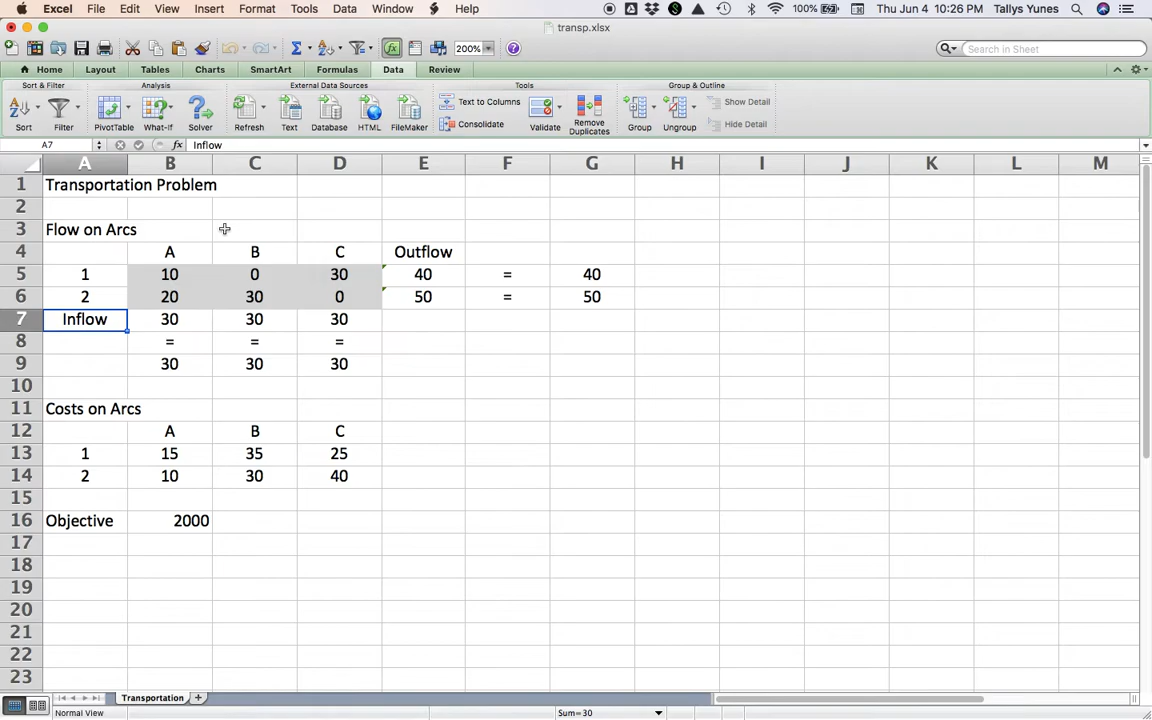 Excel File Edit View Insert Format Tools Data Window Help 100% Thu Jun 4 10:26 PM Tallys Yunes
transp.xlsx
200% Search in Sheet
Home Layout Tables Charts SmartArt Formulas Data Review
Sort & Filter Analysis External Data Sources Tools Group & Outline
Sort Filter PivotTable What-If Solver Refresh Text Database HTML FileMaker Text to Columns Consolidate Validate Remove Duplicates Group Ungroup Show Detail Hide Detail
A7 fx Inflow
A B C D E F G H I J K L M
1 Transportation Problem
2
3 Flow on Arcs
4 A B C Outflow
5 1 10 0 30 40 = 40
6 2 20 30 0 50 = 50
7 Inflow 30 30 30
8 = = =
9 30 30 30
10
11 Costs on Arcs
12 A B C
13 1 15 35 25
14 2 10 30 40
15
16 Objective 2000
17
18
19
20
21
22
23
Transportation
Normal View Sum=30